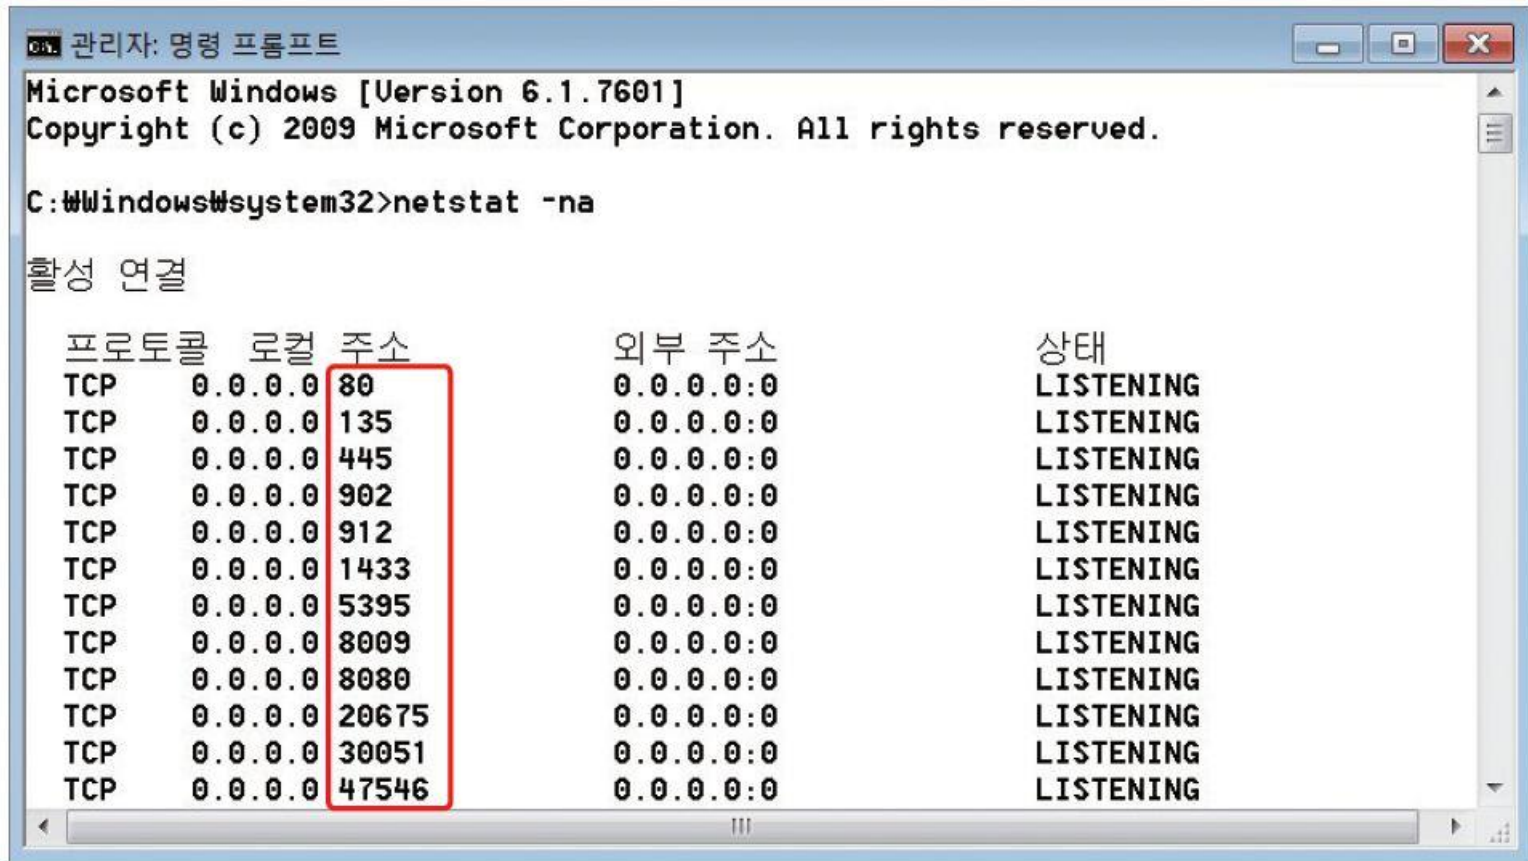 관리자: 명령 프롬프트
Microsoft Windows [Version 6.1.7601]
Copyright (c) 2009 Microsoft Corporation. All rights reserved.
C:₩Windows₩system32>netstat -na
활성 연결
프로토콜 로컬 주소 외부 주소 상태
TCP 0.0.0.0 80 0.0.0.0:0 LISTENING
TCP 0.0.0.0 135 0.0.0.0:0 LISTENING
TCP 0.0.0.0 445 0.0.0.0:0 LISTENING
TCP 0.0.0.0 902 0.0.0.0:0 LISTENING
TCP 0.0.0.0 912 0.0.0.0:0 LISTENING
TCP 0.0.0.0 1433 0.0.0.0:0 LISTENING
TCP 0.0.0.0 5395 0.0.0.0:0 LISTENING
TCP 0.0.0.0 8009 0.0.0.0:0 LISTENING
TCP 0.0.0.0 8080 0.0.0.0:0 LISTENING
TCP 0.0.0.0 20675 0.0.0.0:0 LISTENING
TCP 0.0.0.0 30051 0.0.0.0:0 LISTENING
TCP 0.0.0.0 47546 0.0.0.0:0 LISTENING